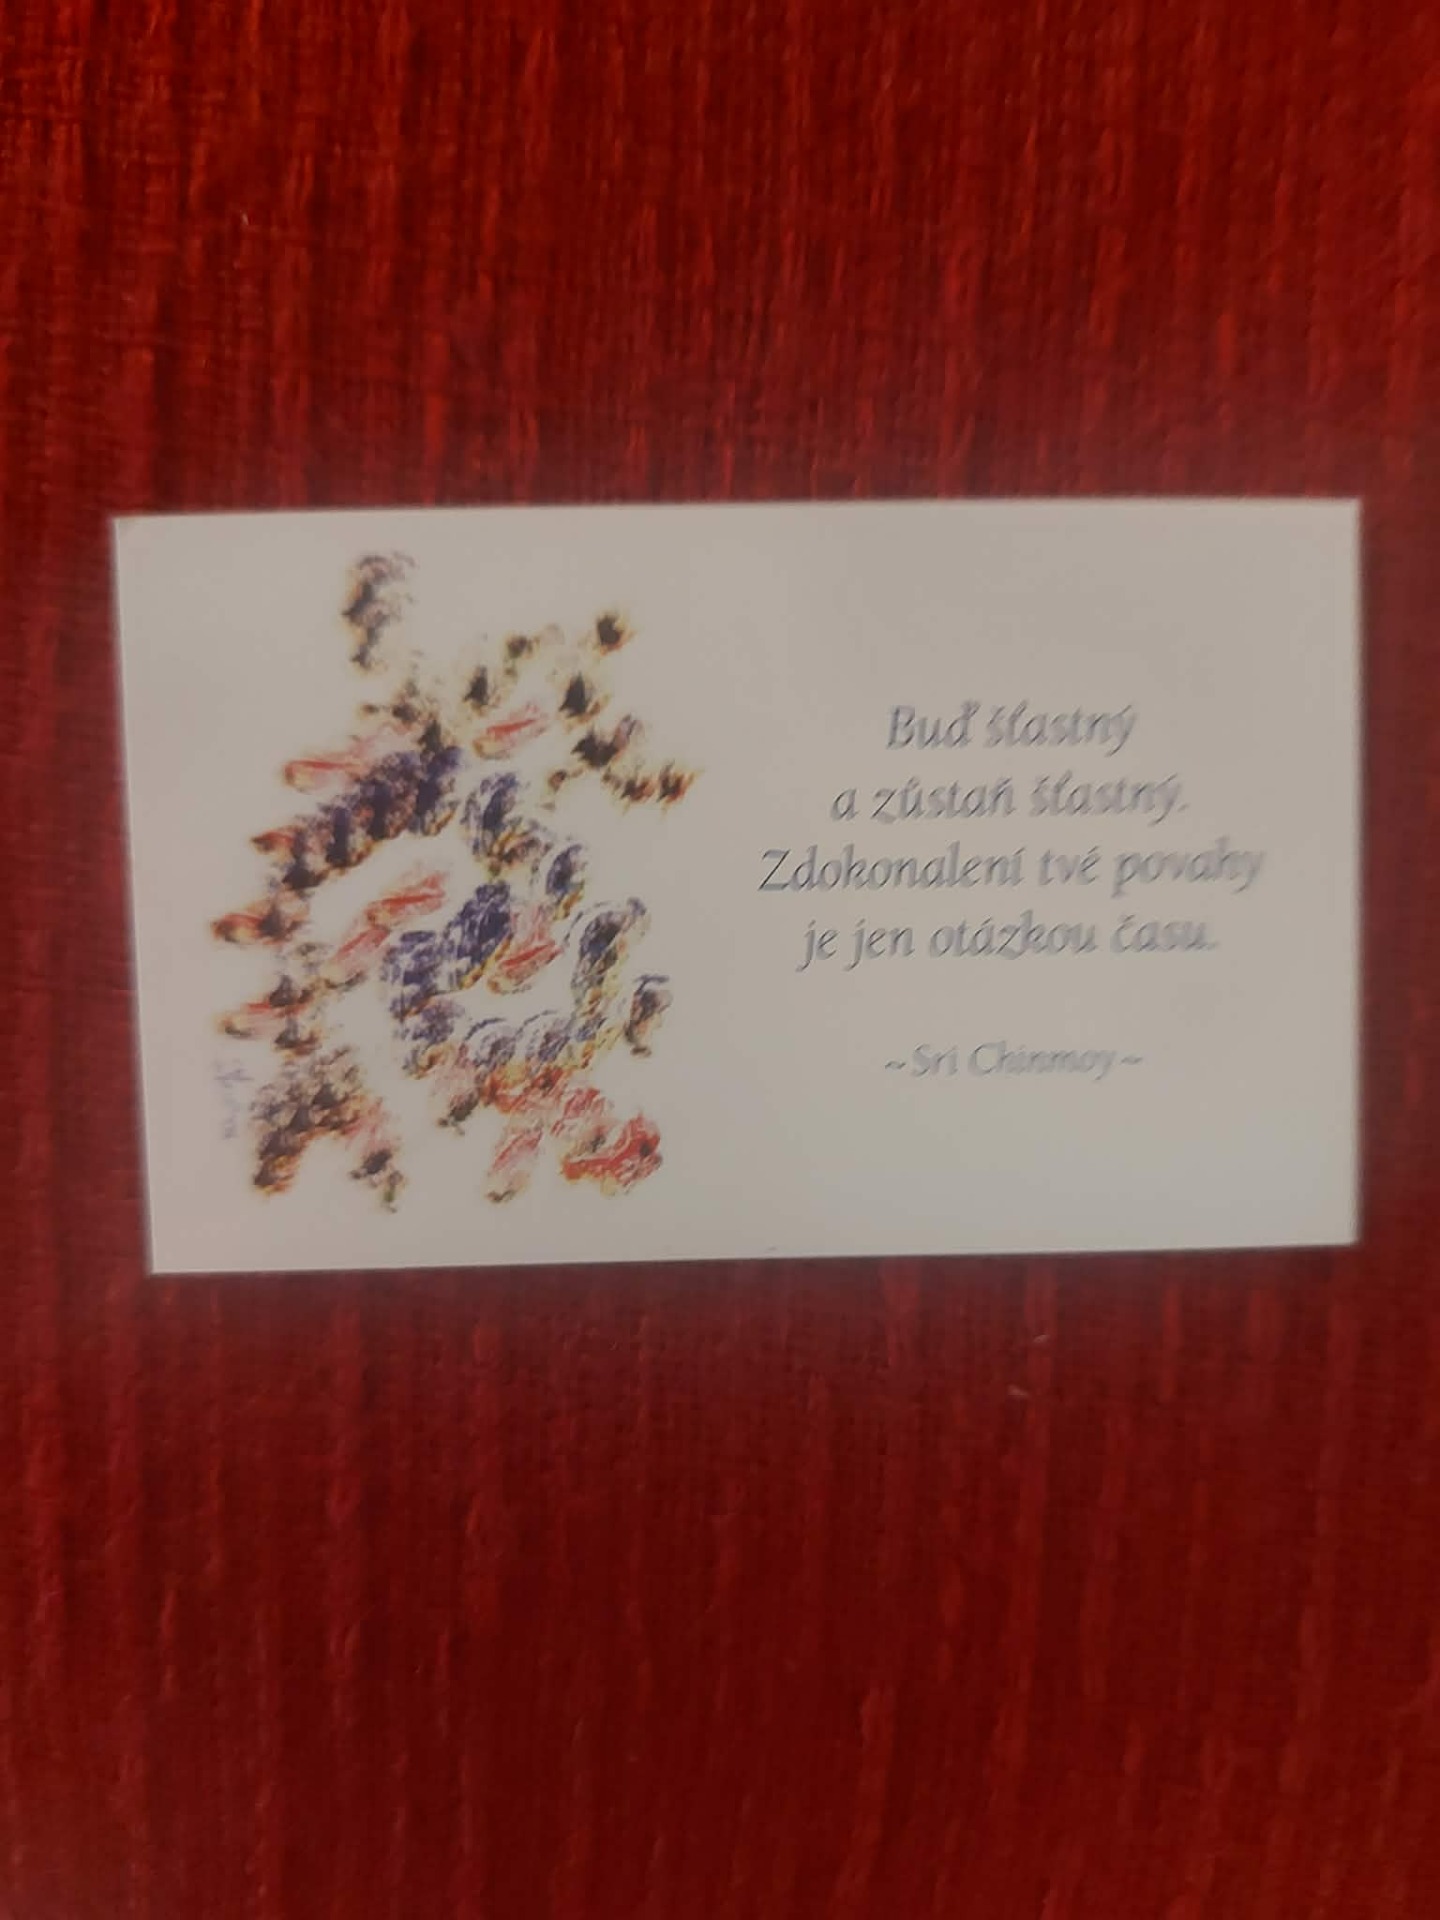 Buď šťastný
a zůstaň šťastný.
Zdokonalení tvé povahy
je jen otázkou času.
~Sri Chinmoy~